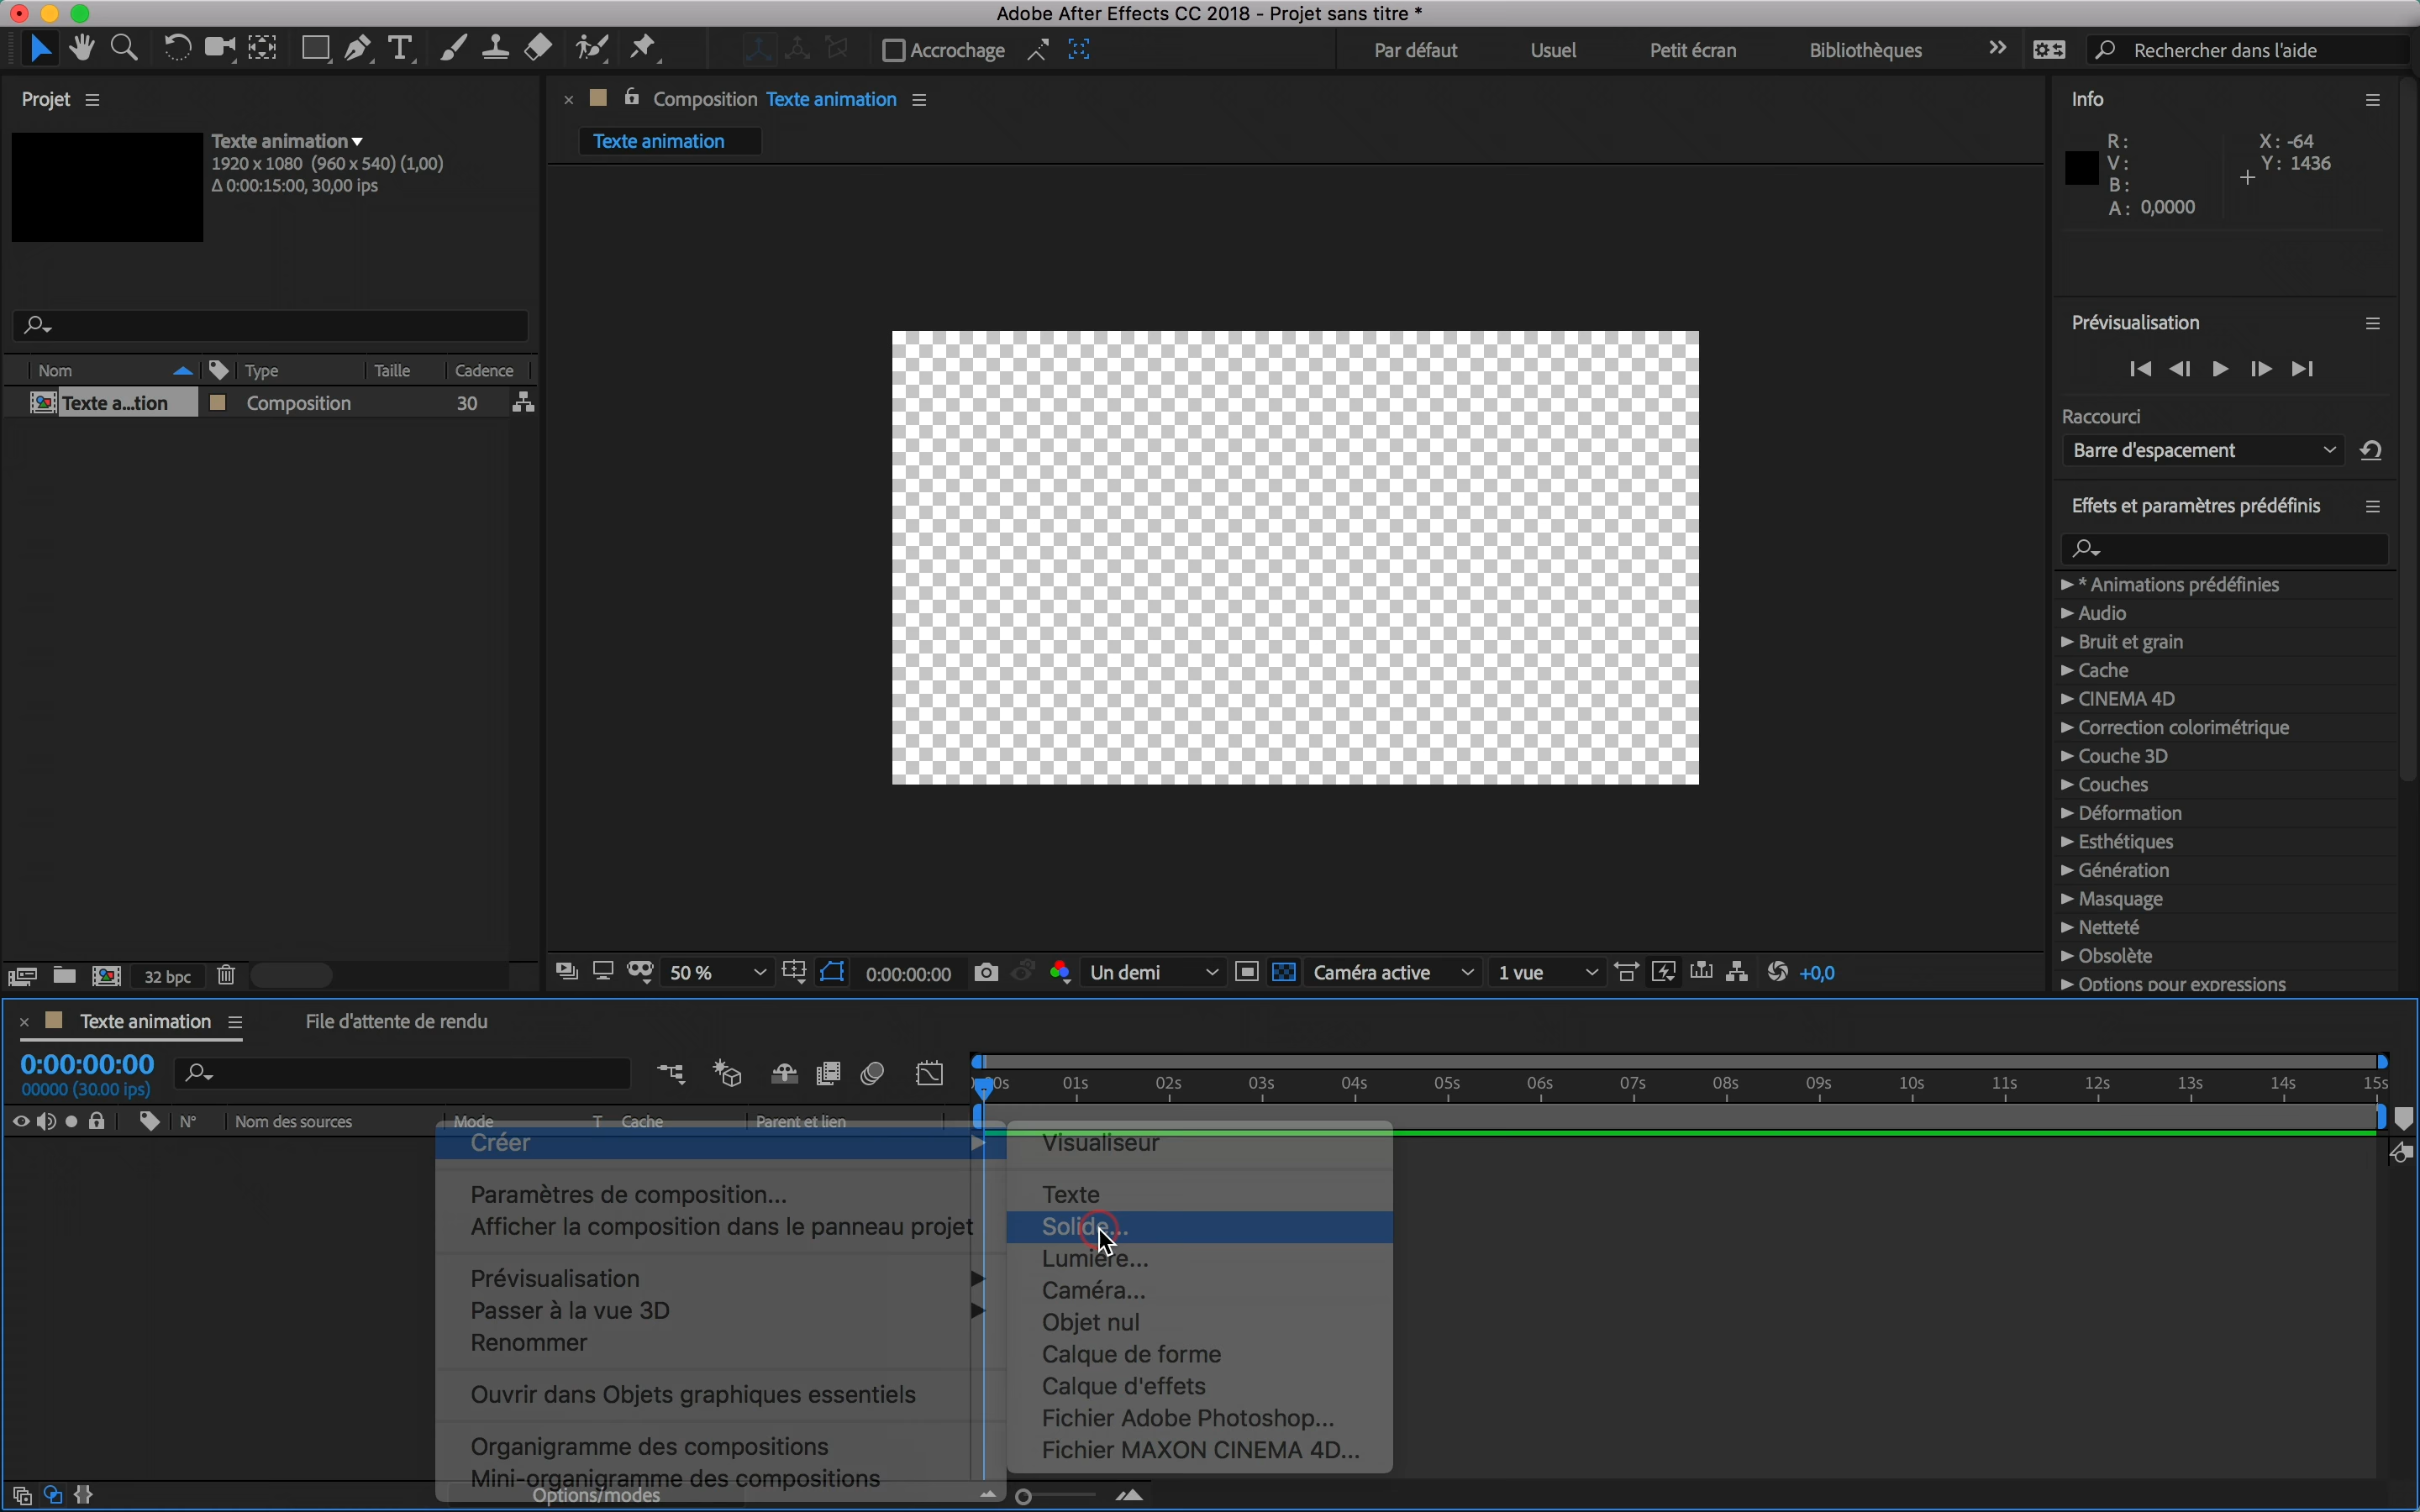 Adobe After Effects CC 2018 - Projet sans titre *
Accrochage
Par défaut
Usuel
Petit écran
Bibliothèques
Rechercher dans l'aide
Projet
Texte animation
1920 x 1080 (960 x 540) (1,00)
Δ 0:00:15:00, 30,00 ips
Nom
Type
Taille
Cadence
Texte a...tion
Composition
30
32 bpc
Composition Texte animation
Texte animation
50 %
0:00:00:00
Un demi
Caméra active
1 vue
+0,0
Info
R :
V :
B :
A : 0,0000
X : -64
Y : 1436
Prévisualisation
Raccourci
Barre d'espacement
Effets et paramètres prédéfinis
* Animations prédéfinies
Audio
Bruit et grain
Cache
CINEMA 4D
Correction colorimétrique
Couche 3D
Couches
Déformation
Esthétiques
Génération
Masquage
Netteté
Obsolète
Options pour expressions
Texte animation
File d'attente de rendu
0:00:00:00
00000 (30.00 ips)
N°
Nom des sources
Mode
T
Cache
Parent et lien
00s 01s 02s 03s 04s 05s 06s 07s 08s 09s 10s 11s 12s 13s 14s 15s
Créer
Paramètres de composition...
Afficher la composition dans le panneau projet
Prévisualisation
Passer à la vue 3D
Renommer
Ouvrir dans Objets graphiques essentiels
Organigramme des compositions
Mini-organigramme des compositions
Options/modes
Visualiseur
Texte
Solide...
Lumière...
Caméra...
Objet nul
Calque de forme
Calque d'effets
Fichier Adobe Photoshop...
Fichier MAXON CINEMA 4D...